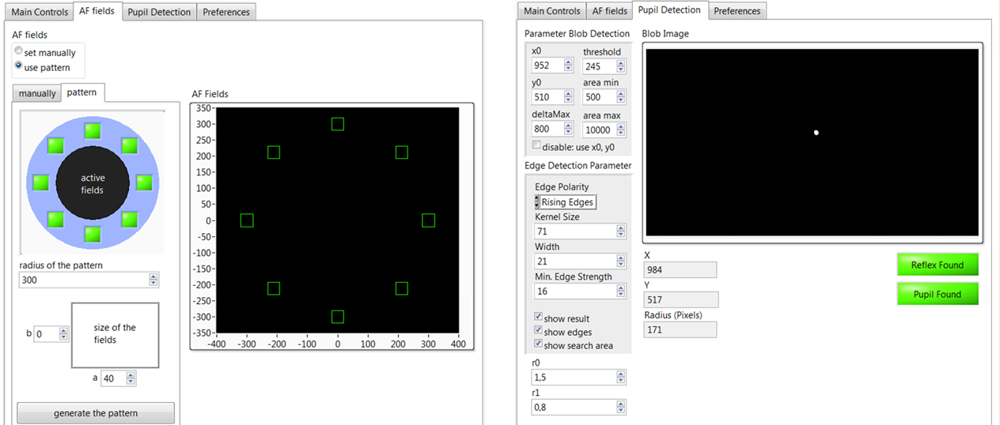 Main Controls AF fields Pupil Detection Preferences
AF fields
set manually
use pattern
manually pattern
active
fields
radius of the pattern
300
b 0
size of the
fields
a 40
generate the pattern
AF Fields
350
300
250
200
150
100
50
0
-50
-100
-150
-200
-250
-300
-350
-400 -300 -200 -100 0 100 200 300 400
Main Controls AF fields Pupil Detection Preferences
Parameter Blob Detection
x0 threshold
952 245
y0 area min
510 500
deltaMax area max
800 10000
disable: use x0, y0
Edge Detection Parameter
Edge Polarity
Rising Edges
Kernel Size
71
Width
21
Min. Edge Strength
16
show result
show edges
show search area
r0
1,5
r1
0,8
Blob Image
X
984
Y
517
Radius (Pixels)
171
Reflex Found
Pupil Found